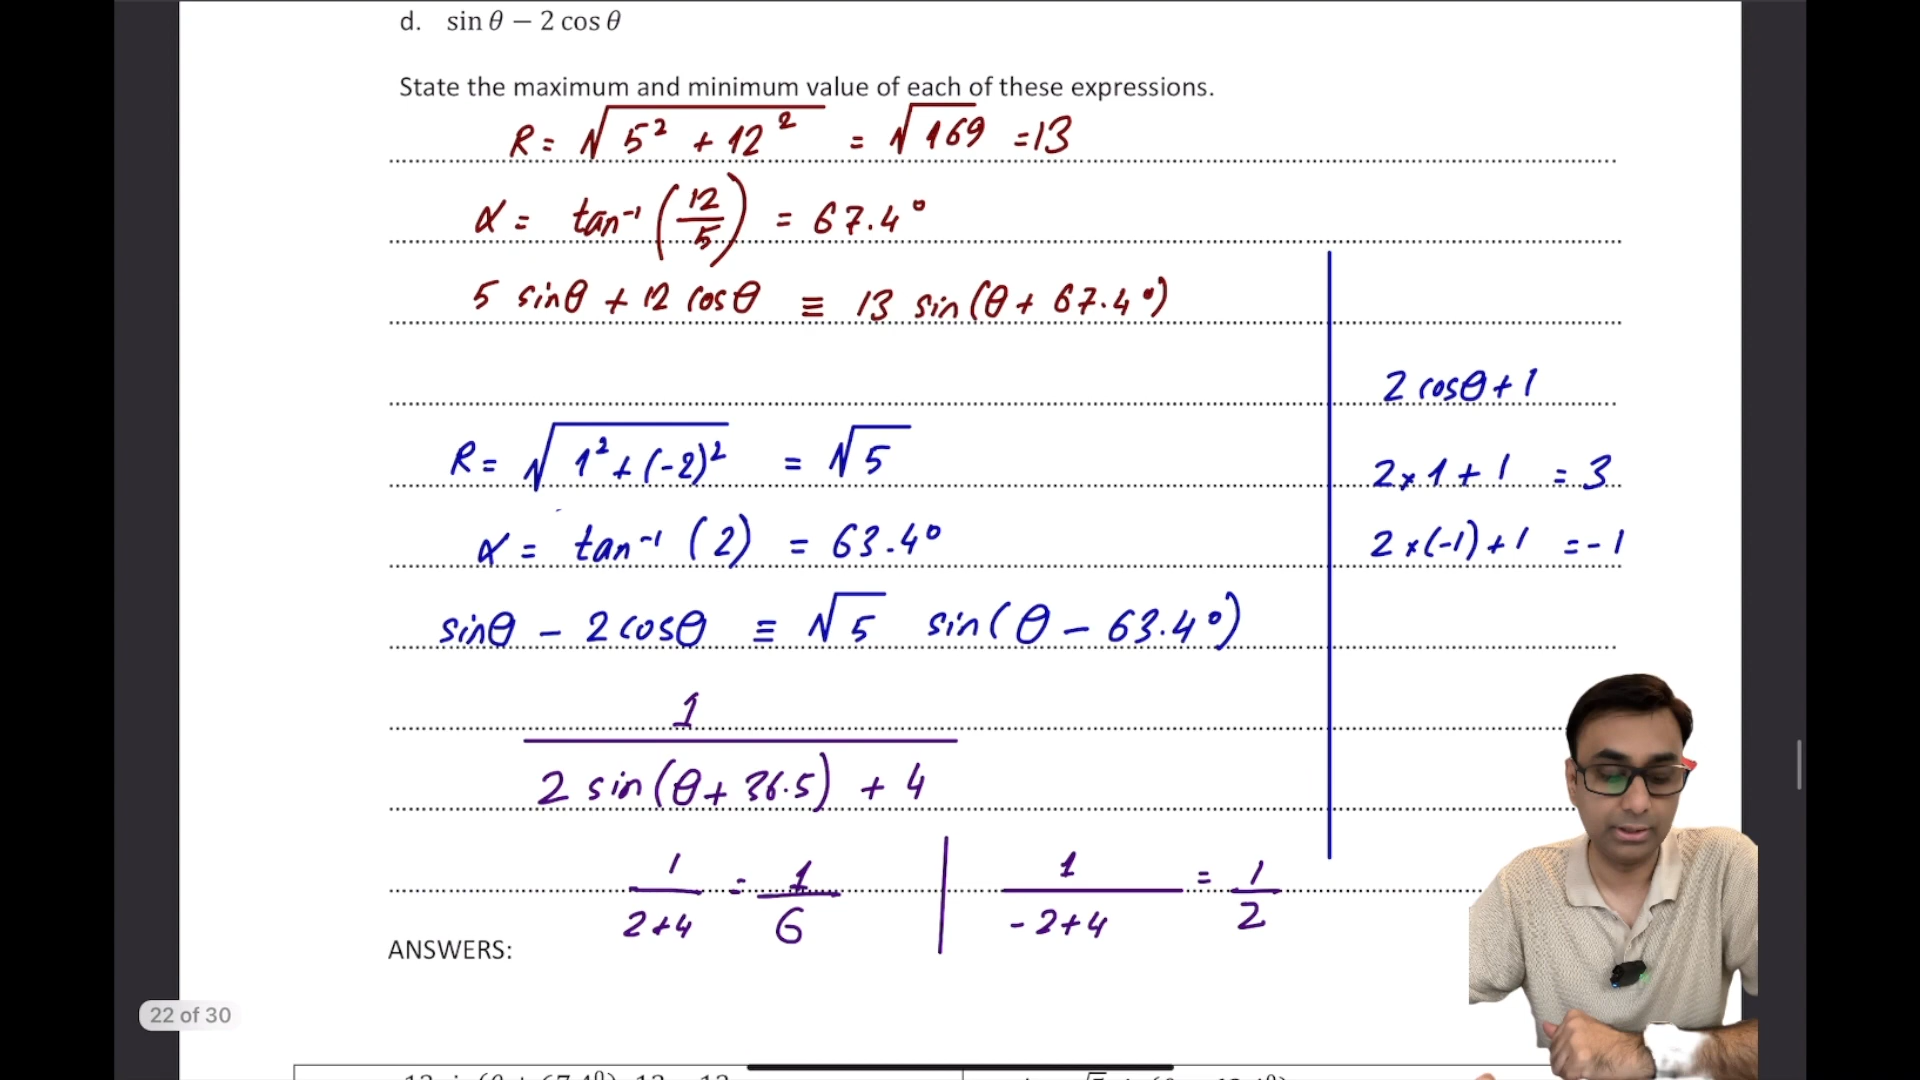 d. sin θ − 2 cos θ
State the maximum and minimum value of each of these expressions.
R = √(5² + 12²) = √169 = 13
α = tan⁻¹ (12/5) = 67.4°
5 sinθ + 12 cosθ ≡ 13 sin(θ + 67.4°)
2 cosθ + 1
R = √(1² + (-2)²) = √5
2 × 1 + 1 = 3
α = tan⁻¹ (2) = 63.4°
2 × (-1) + 1 = -1
sinθ − 2 cosθ ≡ √5 sin(θ − 63.4°)
1
2 sin(θ + 36.5) + 4
1/(2+4) = 1/6 | 1/(-2+4) = 1/2
ANSWERS:
22 of 30